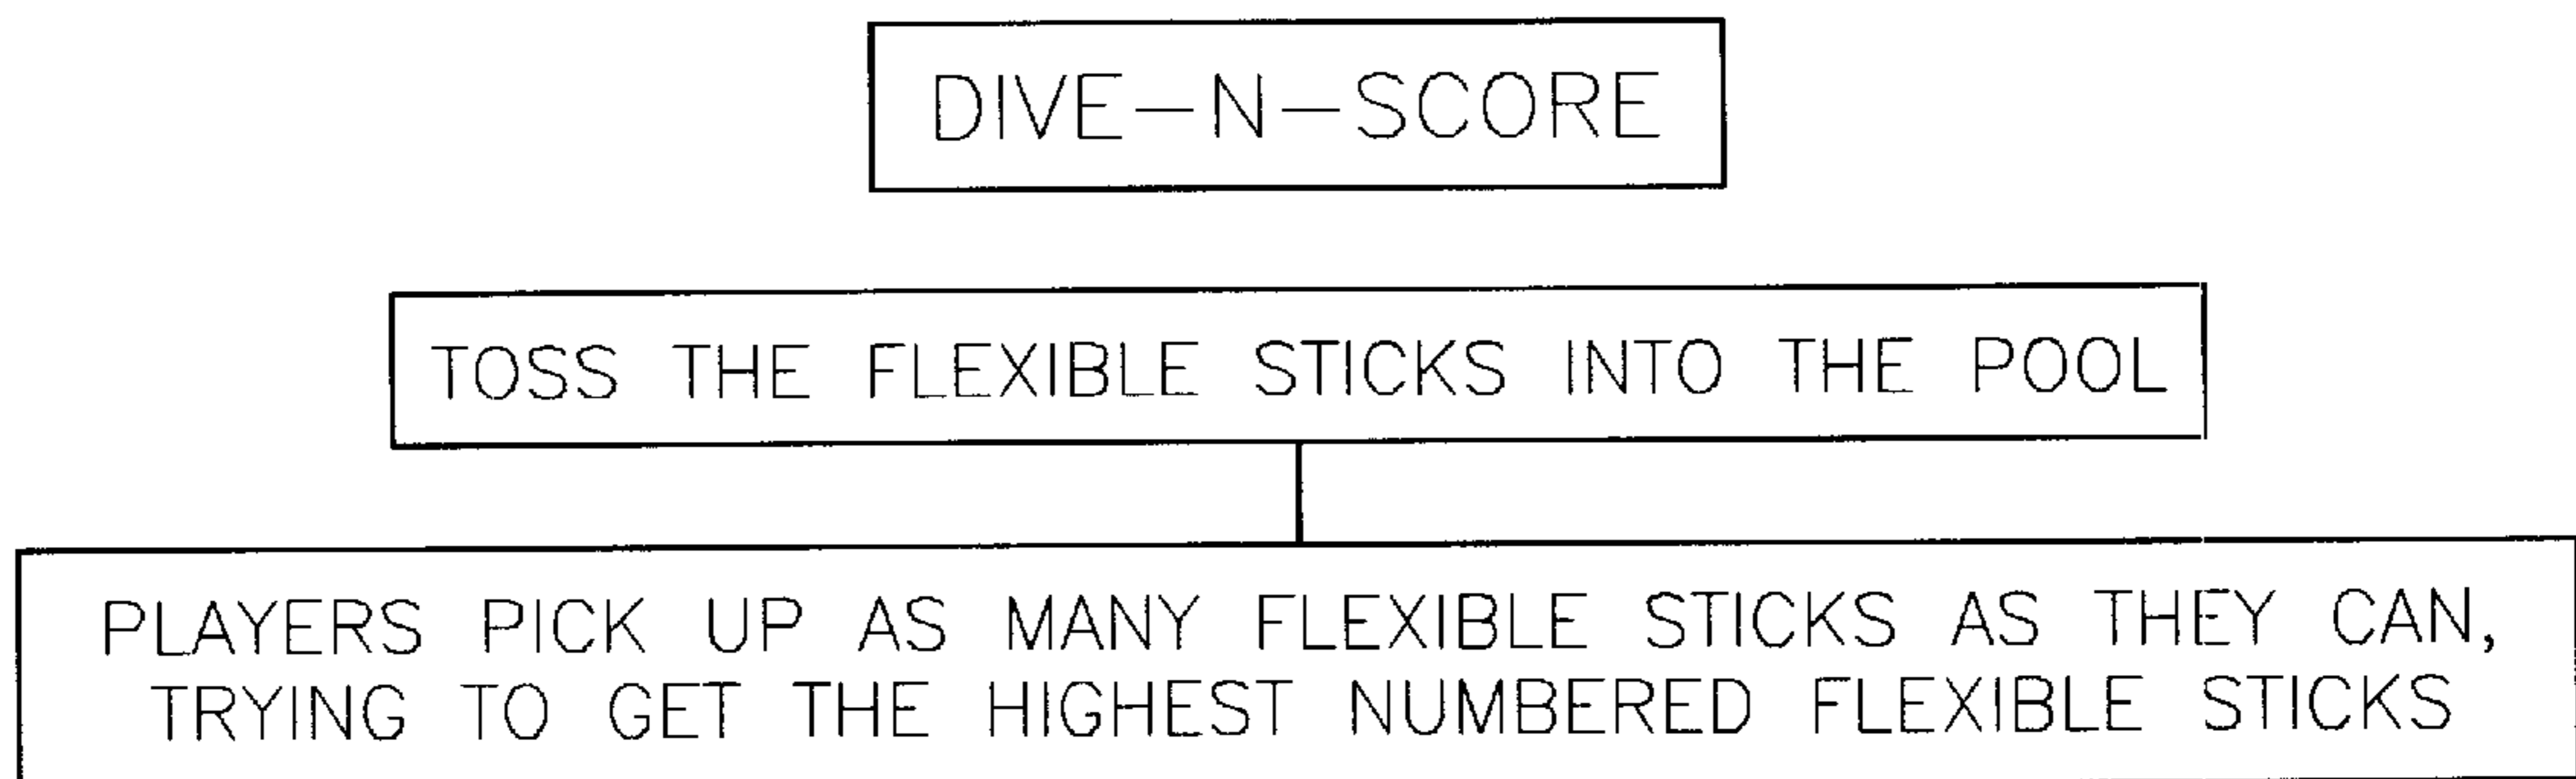 DIVE-N-SCORE
TOSS THE FLEXIBLE STICKS INTO THE POOL
PLAYERS PICK UP AS MANY FLEXIBLE STICKS AS THEY CAN,
TRYING TO GET THE HIGHEST NUMBERED FLEXIBLE STICKS